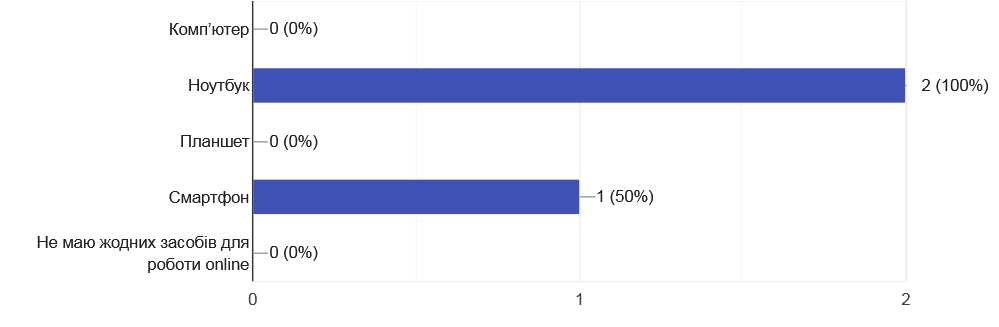 Комп’ютер 0 (0%)
Ноутбук 2 (100%)
Планшет 0 (0%)
Смартфон 1 (50%)
Не маю жодних засобів для
роботи online 0 (0%)
0 1 2